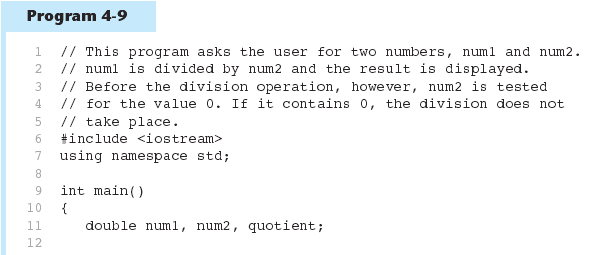 Program 4-9
1 // This program asks the user for two numbers, num1 and num2.
2 // num1 is divided by num2 and the result is displayed.
3 // Before the division operation, however, num2 is tested
4 // for the value 0. If it contains 0, the division does not
5 // take place.
6 #include <iostream>
7 using namespace std;
8
9 int main()
10 {
11 double num1, num2, quotient;
12